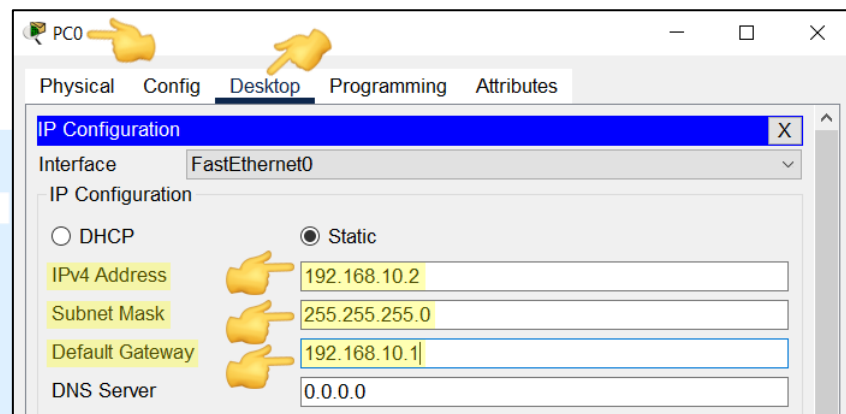 PC0
Physical Config Desktop Programming Attributes
IP Configuration X
Interface FastEthernet0
IP Configuration
DHCP Static
IPv4 Address 192.168.10.2
Subnet Mask 255.255.255.0
Default Gateway 192.168.10.1
DNS Server 0.0.0.0